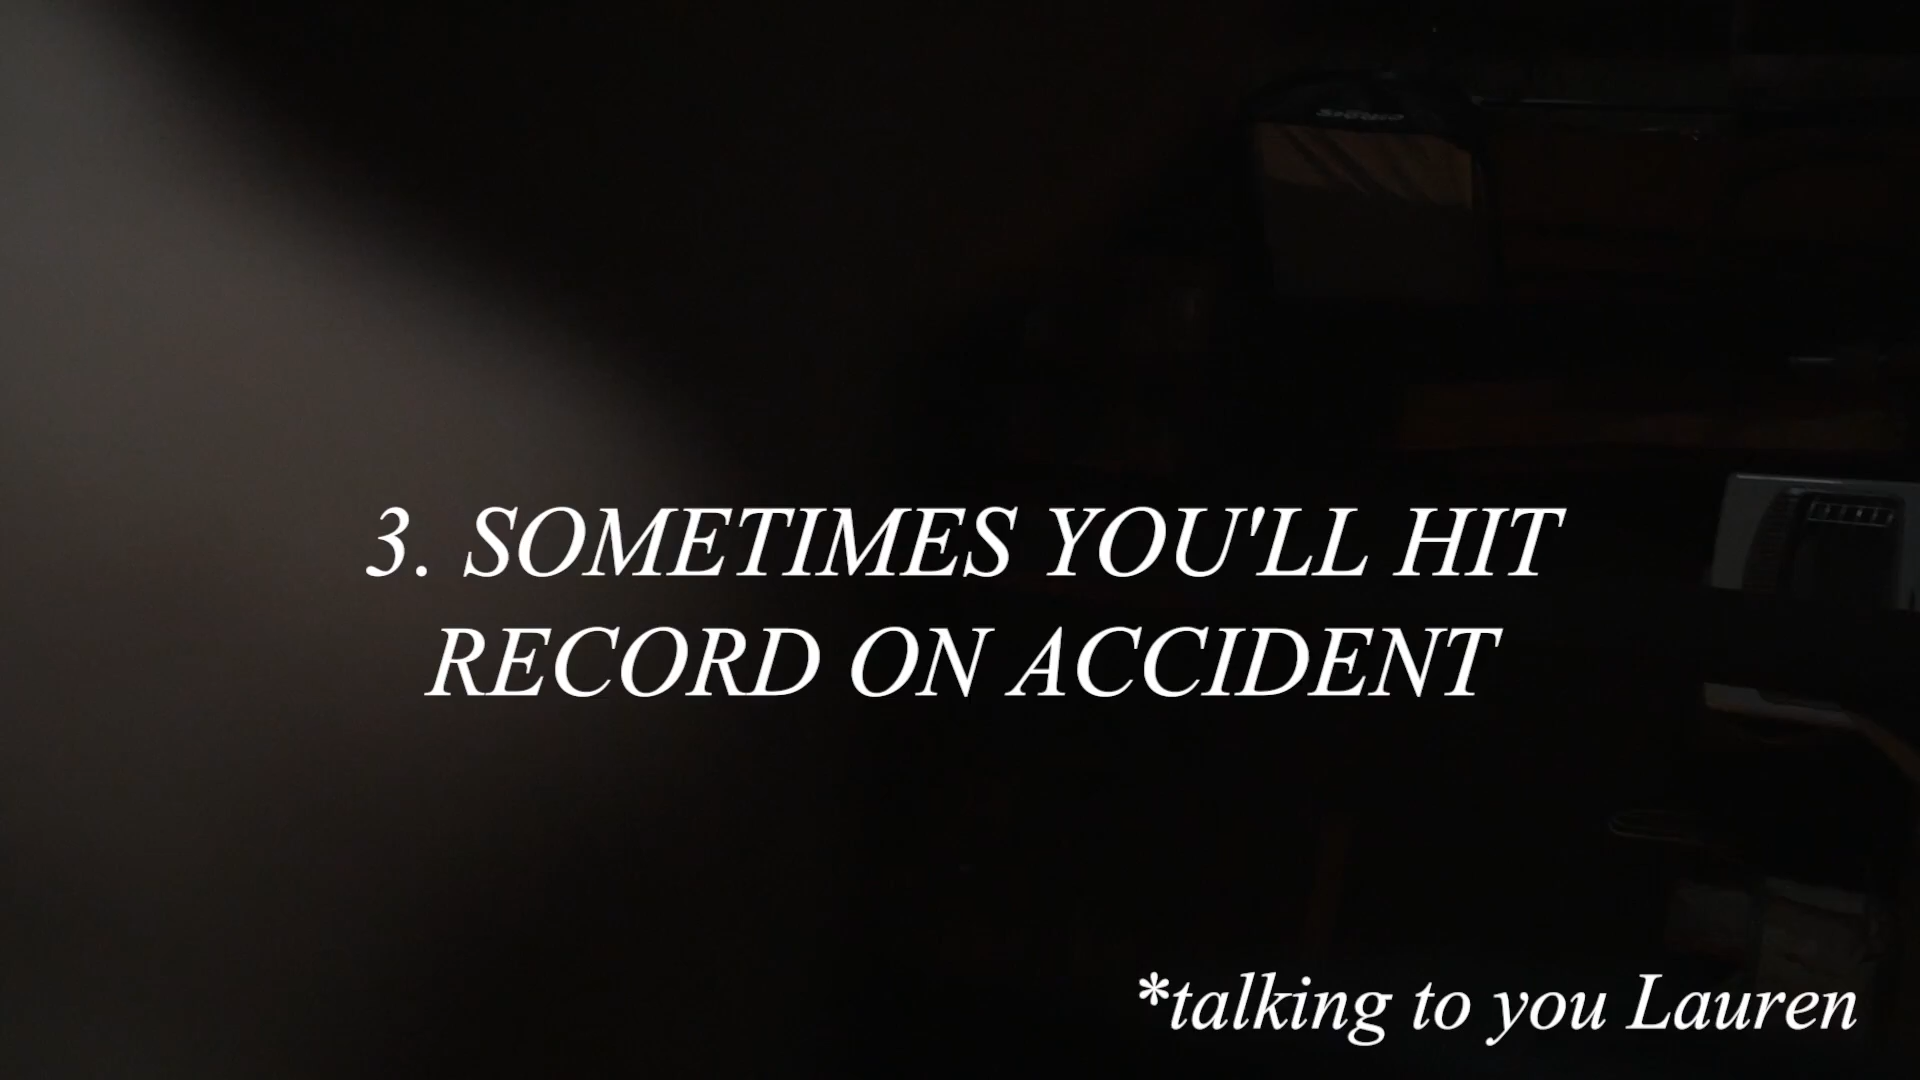 3. SOMETIMES YOU'LL HIT
RECORD ON ACCIDENT
*talking to you Lauren